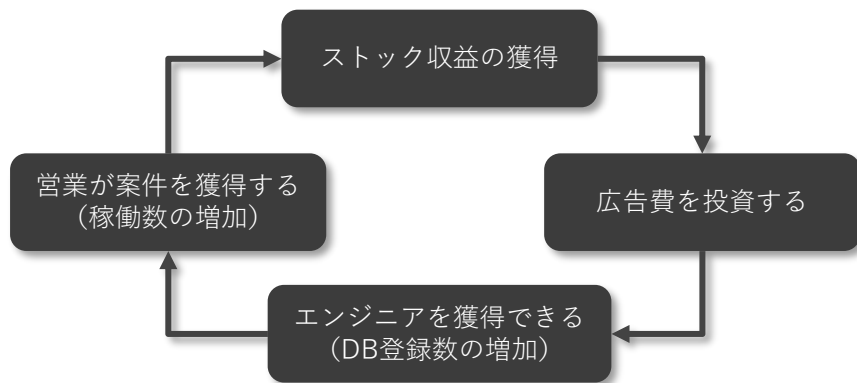 ストック収益の獲得
営業が案件を獲得する
（稼働数の増加）
広告費を投資する
エンジニアを獲得できる
（DB登録数の増加）